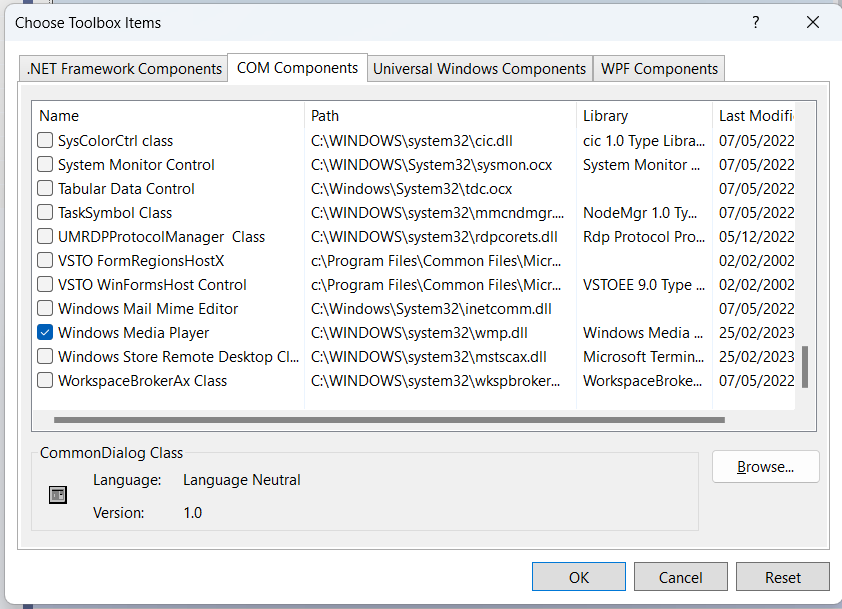 Choose Toolbox Items
.NET Framework Components COM Components Universal Windows Components WPF Components
Name Path Library Last Modifi
SysColorCtrl class C:\WINDOWS\system32\cic.dll cic 1.0 Type Libra... 07/05/2022
System Monitor Control C:\WINDOWS\System32\sysmon.ocx System Monitor ... 07/05/2022
Tabular Data Control C:\Windows\System32\tdc.ocx 07/05/2022
TaskSymbol Class C:\WINDOWS\system32\mmcndmgr.... NodeMgr 1.0 Ty... 07/05/2022
UMRDPProtocolManager  Class C:\WINDOWS\system32\rdpcorets.dll Rdp Protocol Pro... 05/12/2022
VSTO FormRegionsHostX c:\Program Files\Common Files\Micr... 02/02/2002
VSTO WinFormsHost Control c:\Program Files\Common Files\Micr... VSTOEE 9.0 Type ... 02/02/2002
Windows Mail Mime Editor C:\Windows\System32\inetcomm.dll 07/05/2022
Windows Media Player C:\WINDOWS\system32\wmp.dll Windows Media ... 25/02/2023
Windows Store Remote Desktop Cl... C:\WINDOWS\system32\mstscax.dll Microsoft Termin... 25/02/2023
WorkspaceBrokerAx Class C:\WINDOWS\system32\wkspbroker... WorkspaceBroke... 07/05/2022
CommonDialog Class
Browse...
Language: Language Neutral
Version: 1.0
OK Cancel Reset